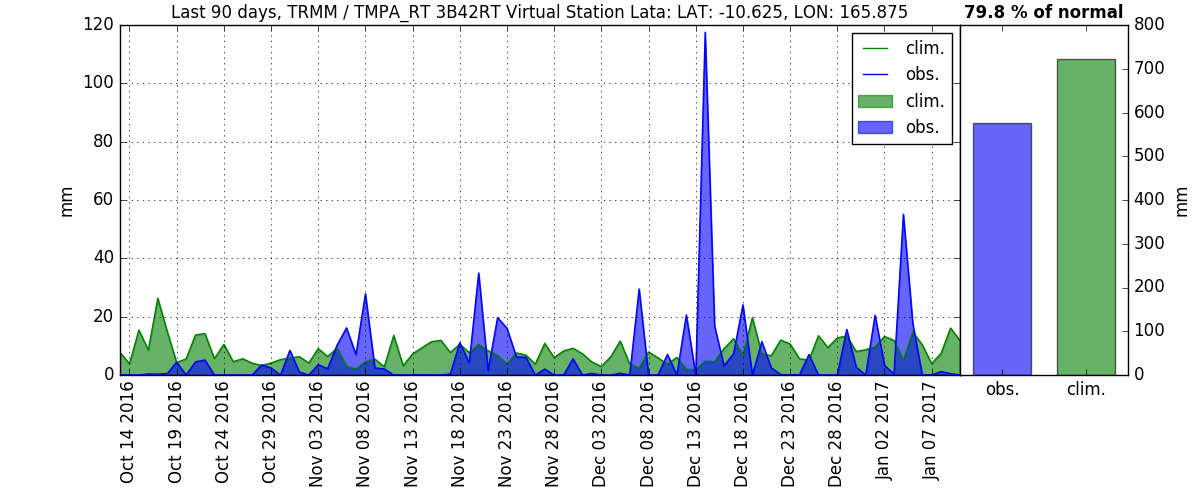 Last 90 days, TRMM / TMPA_RT 3B42RT Virtual Station Lata: LAT: -10.625, LON: 165.875
79.8 % of normal
120
100
80
60
40
20
0
mm
clim.
obs.
clim.
obs.
800
700
600
500
400
300
200
100
0
mm
Oct 14 2016
Oct 19 2016
Oct 24 2016
Oct 29 2016
Nov 03 2016
Nov 08 2016
Nov 13 2016
Nov 18 2016
Nov 23 2016
Nov 28 2016
Dec 03 2016
Dec 08 2016
Dec 13 2016
Dec 18 2016
Dec 23 2016
Dec 28 2016
Jan 02 2017
Jan 07 2017
obs.
clim.